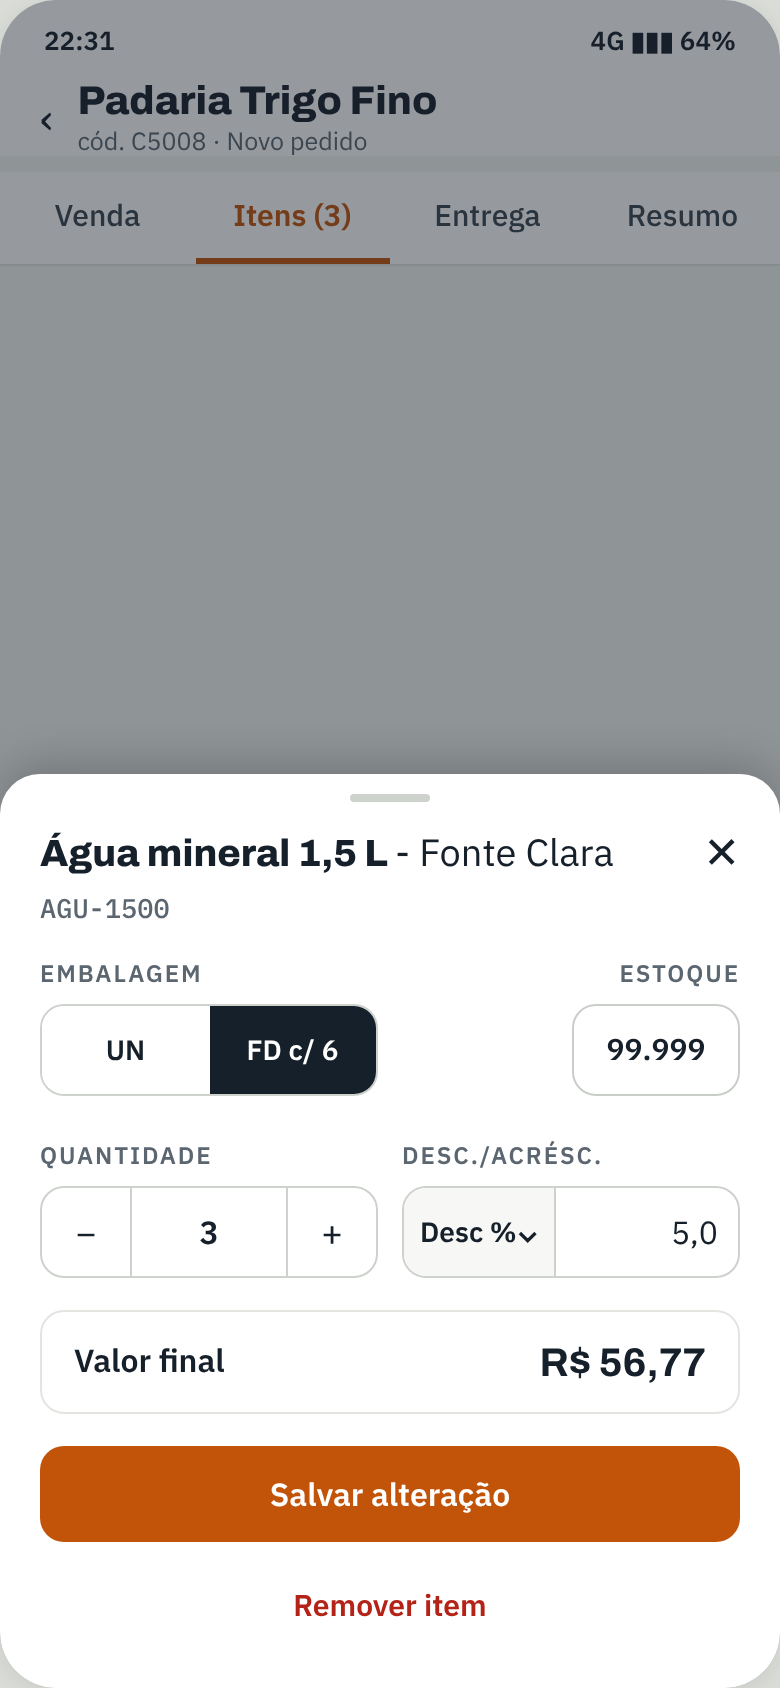 22:31 4G 64%
Padaria Trigo Fino
cód. C5008 · Novo pedido
Venda Itens (3) Entrega Resumo
Água mineral 1,5 L - Fonte Clara
AGU-1500
EMBALAGEM ESTOQUE
UN FD c/ 6 99.999
QUANTIDADE DESC./ACRÉSC.
− 3 + Desc % 5,0
Valor final R$ 56,77
Salvar alteração
Remover item